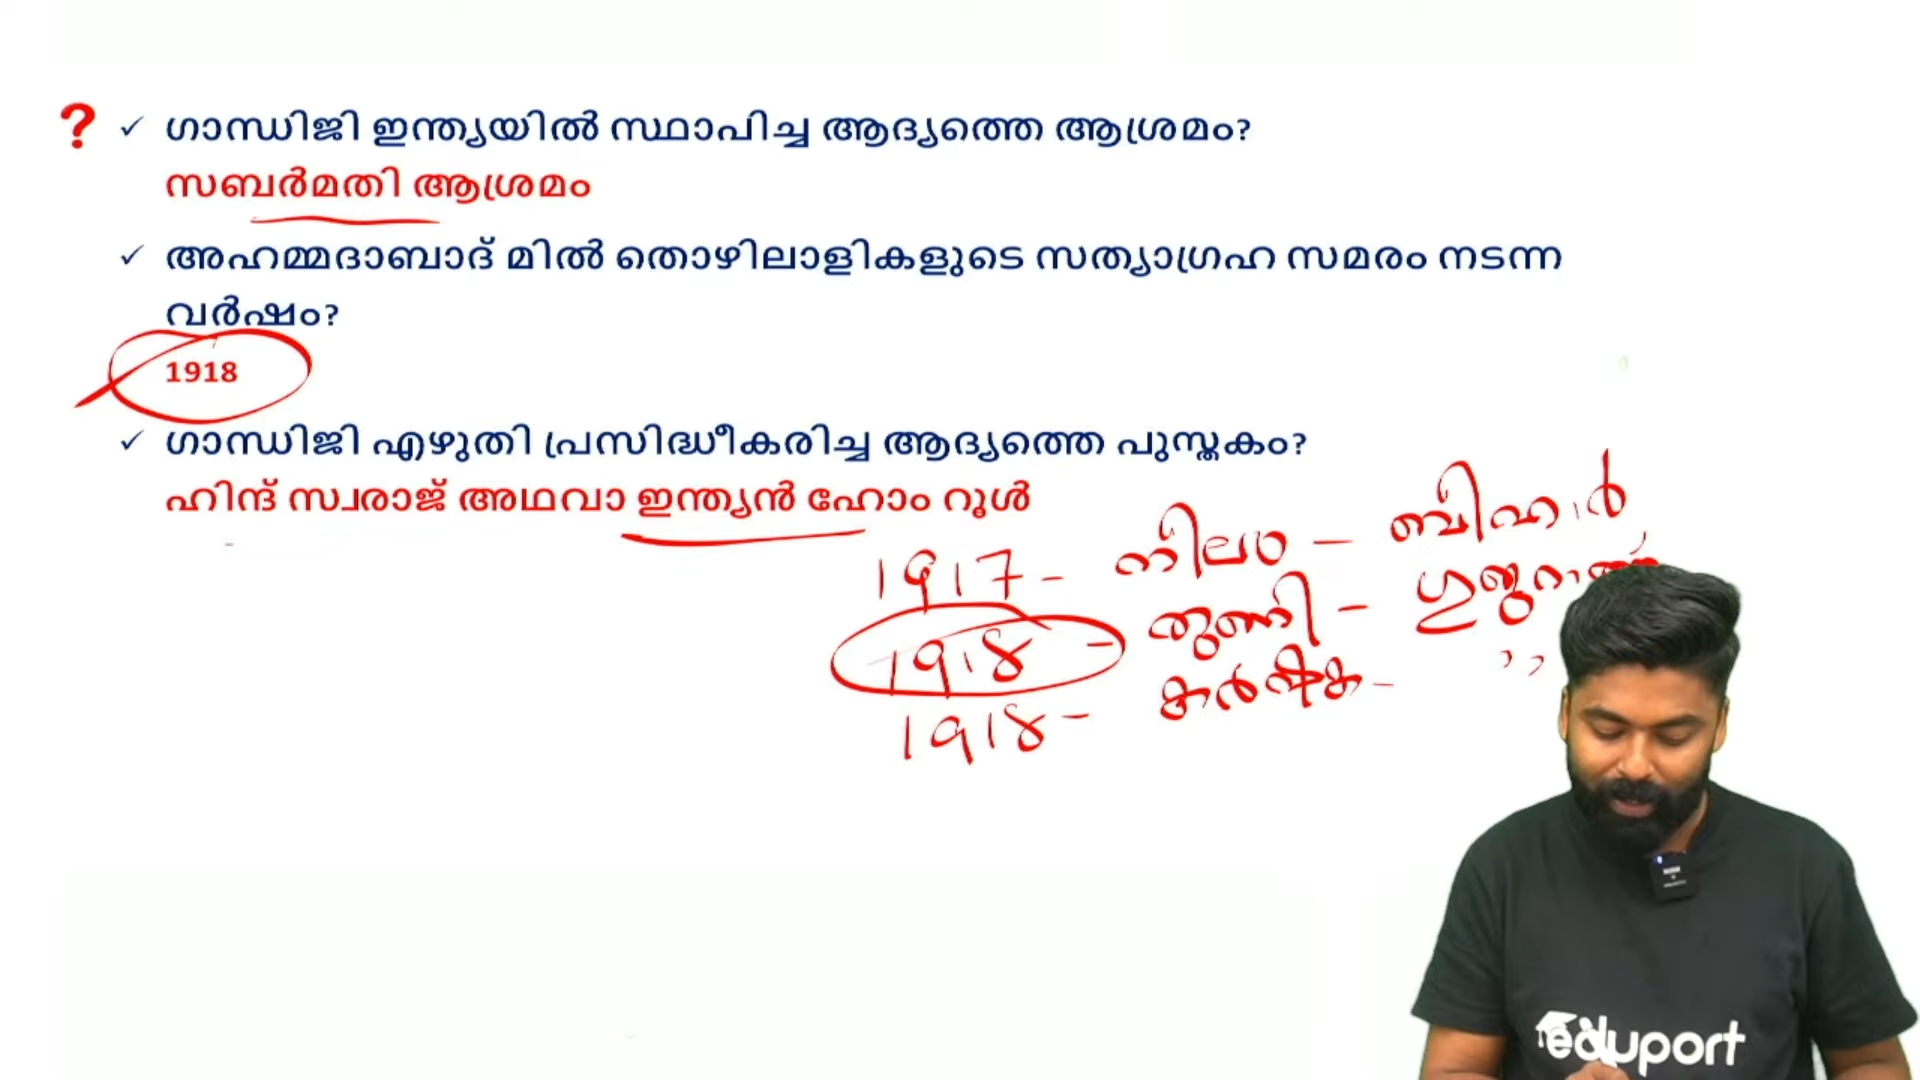 ? ✓ ഗാന്ധിജി ഇന്ത്യയിൽ സ്ഥാപിച്ച ആദ്യത്തെ ആശ്രമം?
സബർമതി ആശ്രമം
✓ അഹമ്മദാബാദ് മിൽ തൊഴിലാളികളുടെ സത്യാഗ്രഹ സമരം നടന്ന
വർഷം?
1918
✓ ഗാന്ധിജി എഴുതി പ്രസിദ്ധീകരിച്ച ആദ്യത്തെ പുസ്തകം?
ഹിന്ദ് സ്വരാജ് അഥവാ ഇന്ത്യൻ ഹോം റൂൾ
1917 - നീലം - ബീഹാർ
1918 - തുണി -
1918 - കർഷക - ,,
eduport